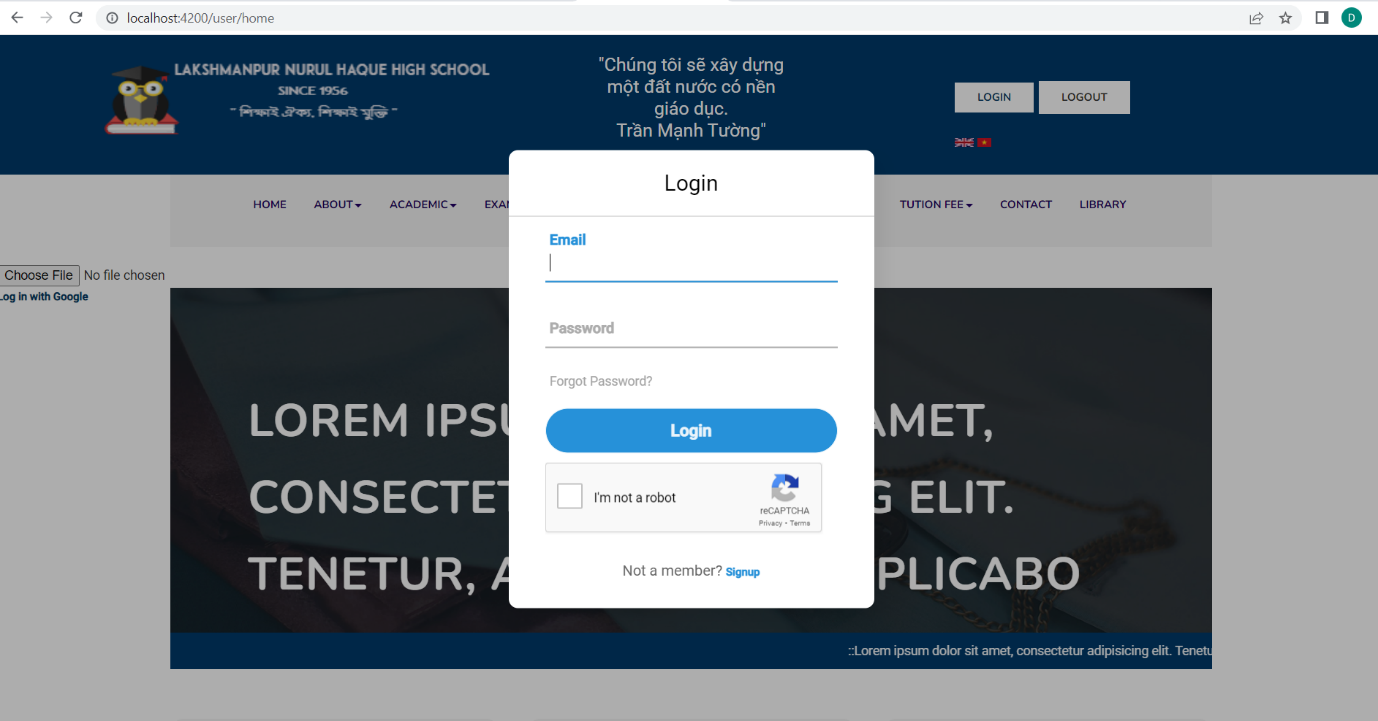 localhost:4200/user/home
D
LAKSHMANPUR NURUL HAQUE HIGH SCHOOL
SINCE 1956
" শিক্ষাই ঐক্য, শিক্ষাই মুক্তি "
"Chúng tôi sẽ xây dựng
một đất nước có nền
giáo dục.
Trần Mạnh Tường"
LOGIN LOGOUT
HOME ABOUT ACADEMIC EXA TUTION FEE CONTACT LIBRARY
Choose File No file chosen
Log in with Google
Login
Email
Password
Forgot Password?
Login
I'm not a robot
reCAPTCHA
Privacy - Terms
Not a member? Signup
LOREM IPSU AMET,
CONSECTET G ELIT.
TENETUR, A PLICABO
::Lorem ipsum dolor sit amet, consectetur adipisicing elit. Tenetu